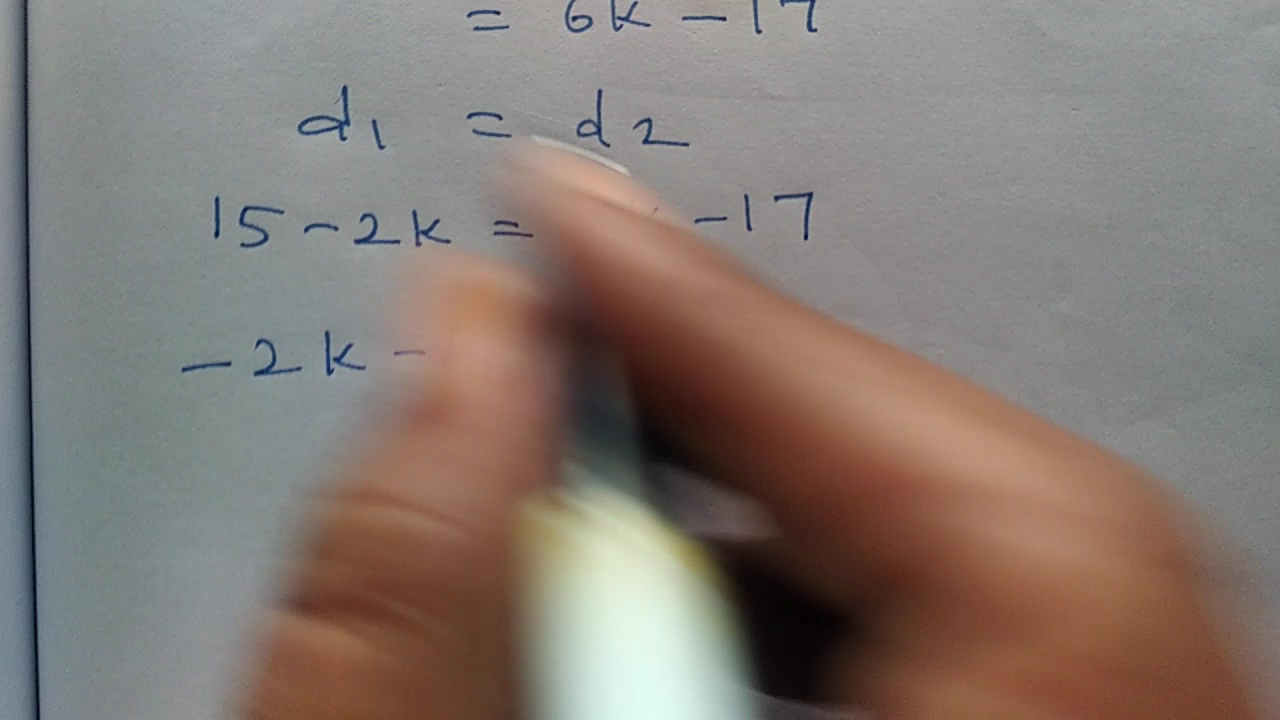 = 6k - 17
d1 = d2
15 - 2k = - 17
- 2k -